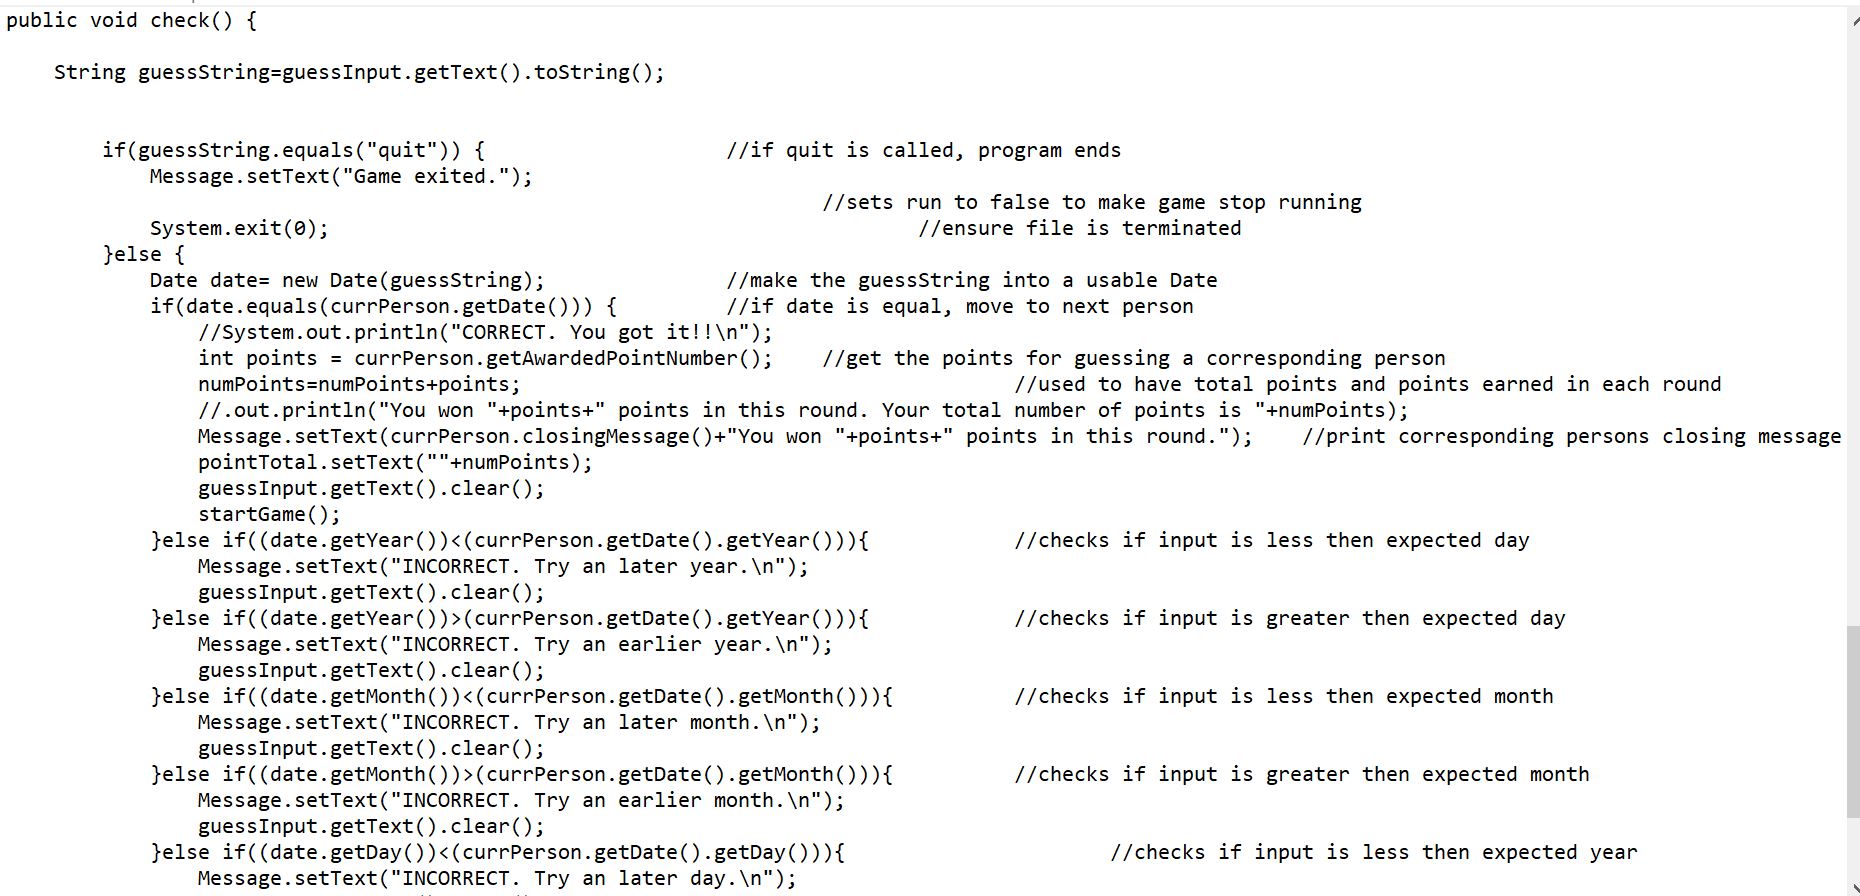 public void check() {
String guessString=guessInput.getText().toString();
if(guessString.equals("quit")) { //if quit is called, program ends
Message.setText("Game exited.");
//sets run to false to make game stop running
System.exit(0); //ensure file is terminated
}else {
Date date= new Date(guessString); //make the guessString into a usable Date
if(date.equals(currPerson.getDate())) { //if date is equal, move to next person
//System.out.println("CORRECT. You got it!!\n");
int points = currPerson.getAwardedPointNumber(); //get the points for guessing a corresponding person
numPoints=numPoints+points; //used to have total points and points earned in each round
//.out.println("You won "+points+" points in this round. Your total number of points is "+numPoints);
Message.setText(currPerson.closingMessage()+"You won "+points+" points in this round."); //print corresponding persons closing message
pointTotal.setText(""+numPoints);
guessInput.getText().clear();
startGame();
}else if((date.getYear())<(currPerson.getDate().getYear())){ //checks if input is less then expected day
Message.setText("INCORRECT. Try an later year.\n");
guessInput.getText().clear();
}else if((date.getYear())>(currPerson.getDate().getYear())){ //checks if input is greater then expected day
Message.setText("INCORRECT. Try an earlier year.\n");
guessInput.getText().clear();
}else if((date.getMonth())<(currPerson.getDate().getMonth())){ //checks if input is less then expected month
Message.setText("INCORRECT. Try an later month.\n");
guessInput.getText().clear();
}else if((date.getMonth())>(currPerson.getDate().getMonth())){ //checks if input is greater then expected month
Message.setText("INCORRECT. Try an earlier month.\n");
guessInput.getText().clear();
}else if((date.getDay())<(currPerson.getDate().getDay())){ //checks if input is less then expected year
Message.setText("INCORRECT. Try an later day.\n");